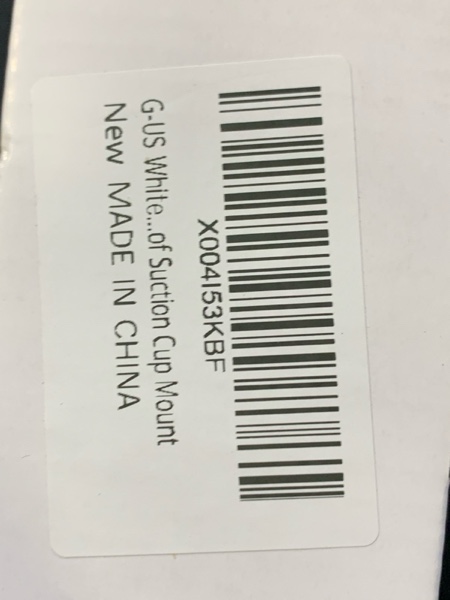 X004I53KBF
G-US White...of Suction Cup Mount
New MADE IN CHINA